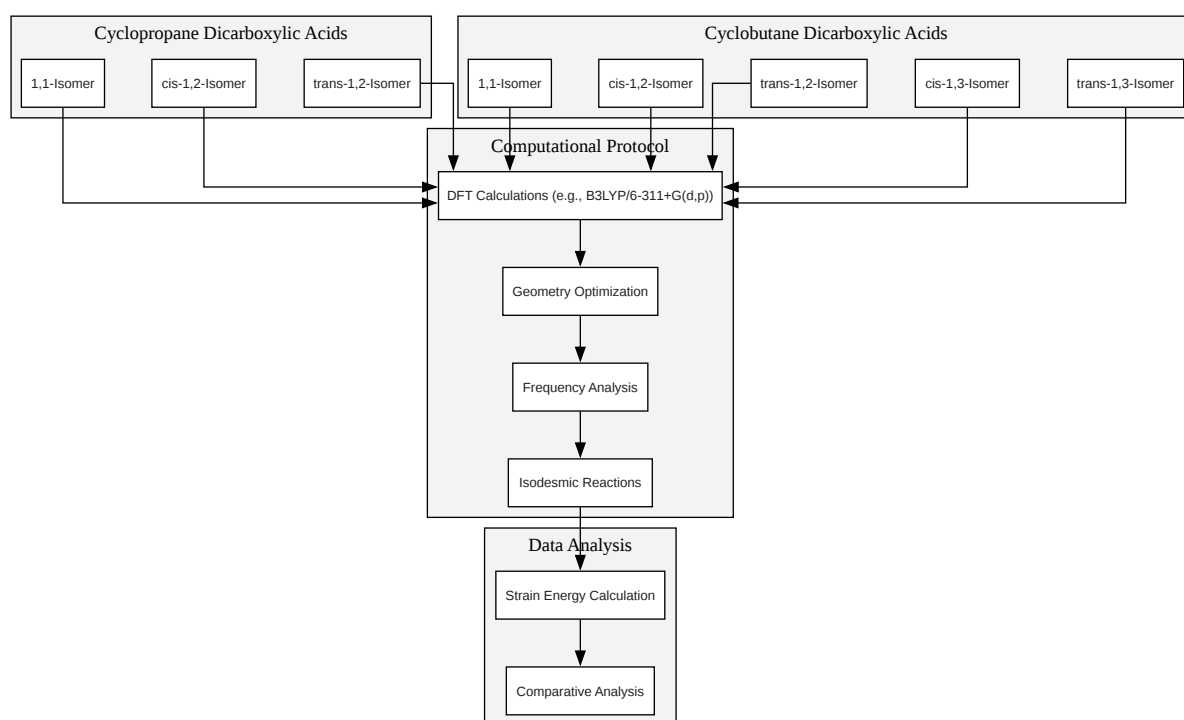 Cyclopropane Dicarboxylic Acids
Cyclobutane Dicarboxylic Acids
1,1-Isomer
cis-1,2-Isomer
trans-1,2-Isomer
1,1-Isomer
cis-1,2-Isomer
trans-1,2-Isomer
cis-1,3-Isomer
trans-1,3-Isomer
Computational Protocol
DFT Calculations (e.g., B3LYP/6-311+G(d,p))
Geometry Optimization
Frequency Analysis
Isodesmic Reactions
Data Analysis
Strain Energy Calculation
Comparative Analysis